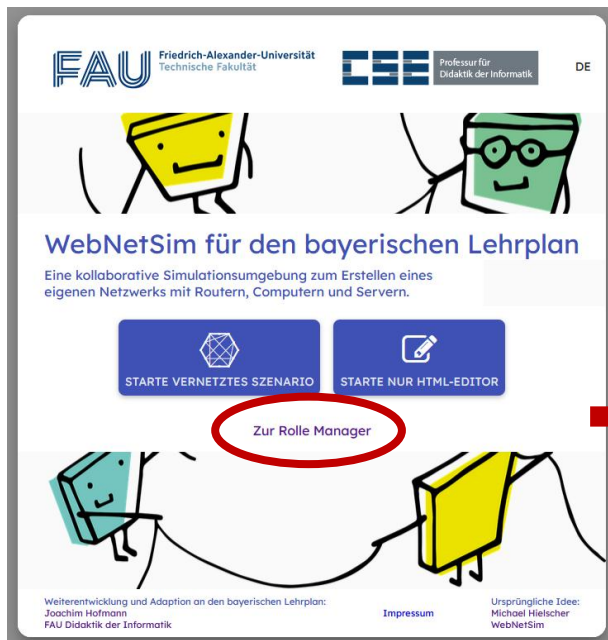 FAU Friedrich-Alexander-Universität
Technische Fakultät
CSE Professur für
Didaktik der Informatik
DE
WebNetSim für den bayerischen Lehrplan
Eine kollaborative Simulationsumgebung zum Erstellen eines
eigenen Netzwerks mit Routern, Computern und Servern.
STARTE VERNETZTES SZENARIO
STARTE NUR HTML-EDITOR
Zur Rolle Manager
Weiterentwicklung und Adaption an den bayerischen Lehrplan:
Joachim Hofmann
FAU Didaktik der Informatik
Impressum
Ursprüngliche Idee:
Michael Hielscher
WebNetSim